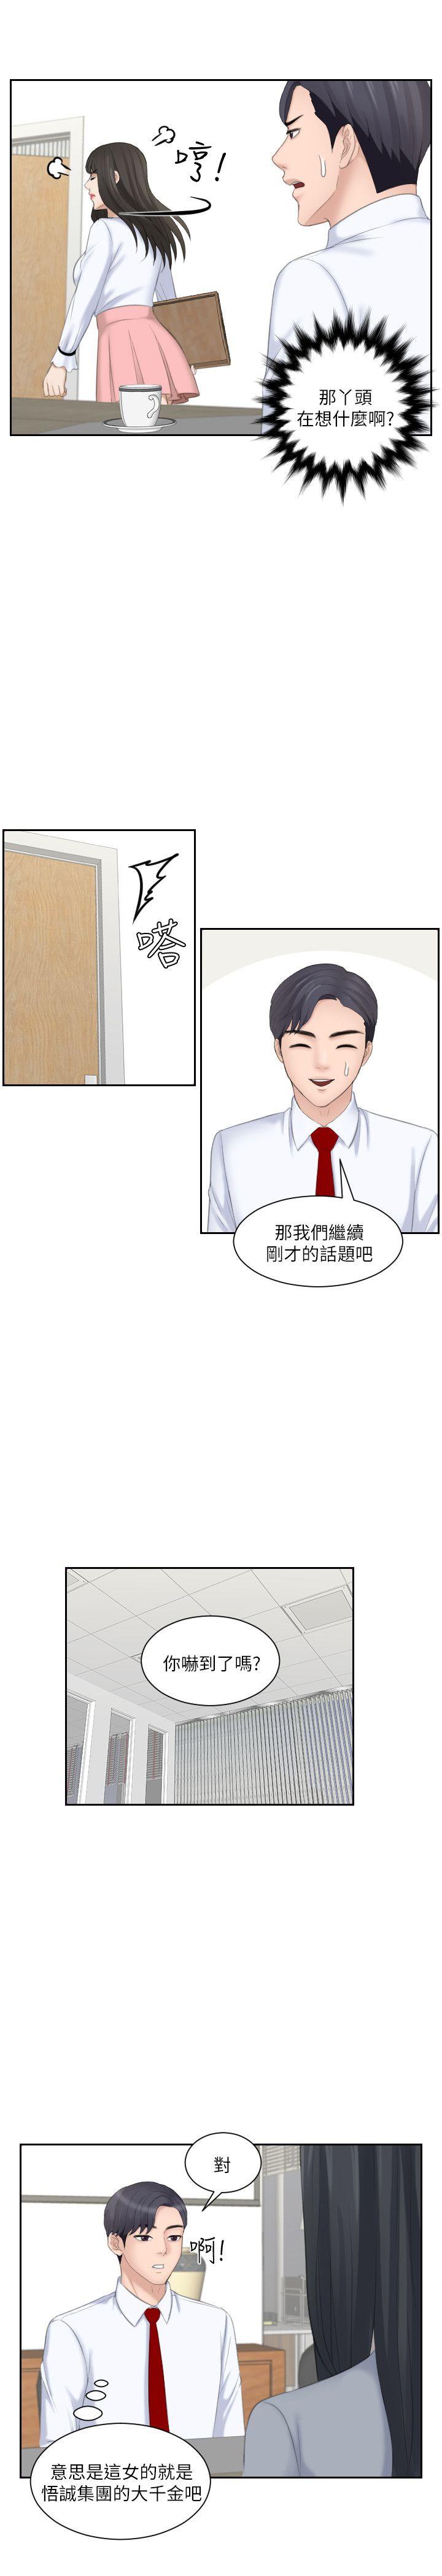 哼!
那丫頭
在想什麼啊?
嗒
那我們繼續
剛才的話題吧
你嚇到了嗎?
對
啊!
意思是這女的就是
悟誠集團的大千金吧